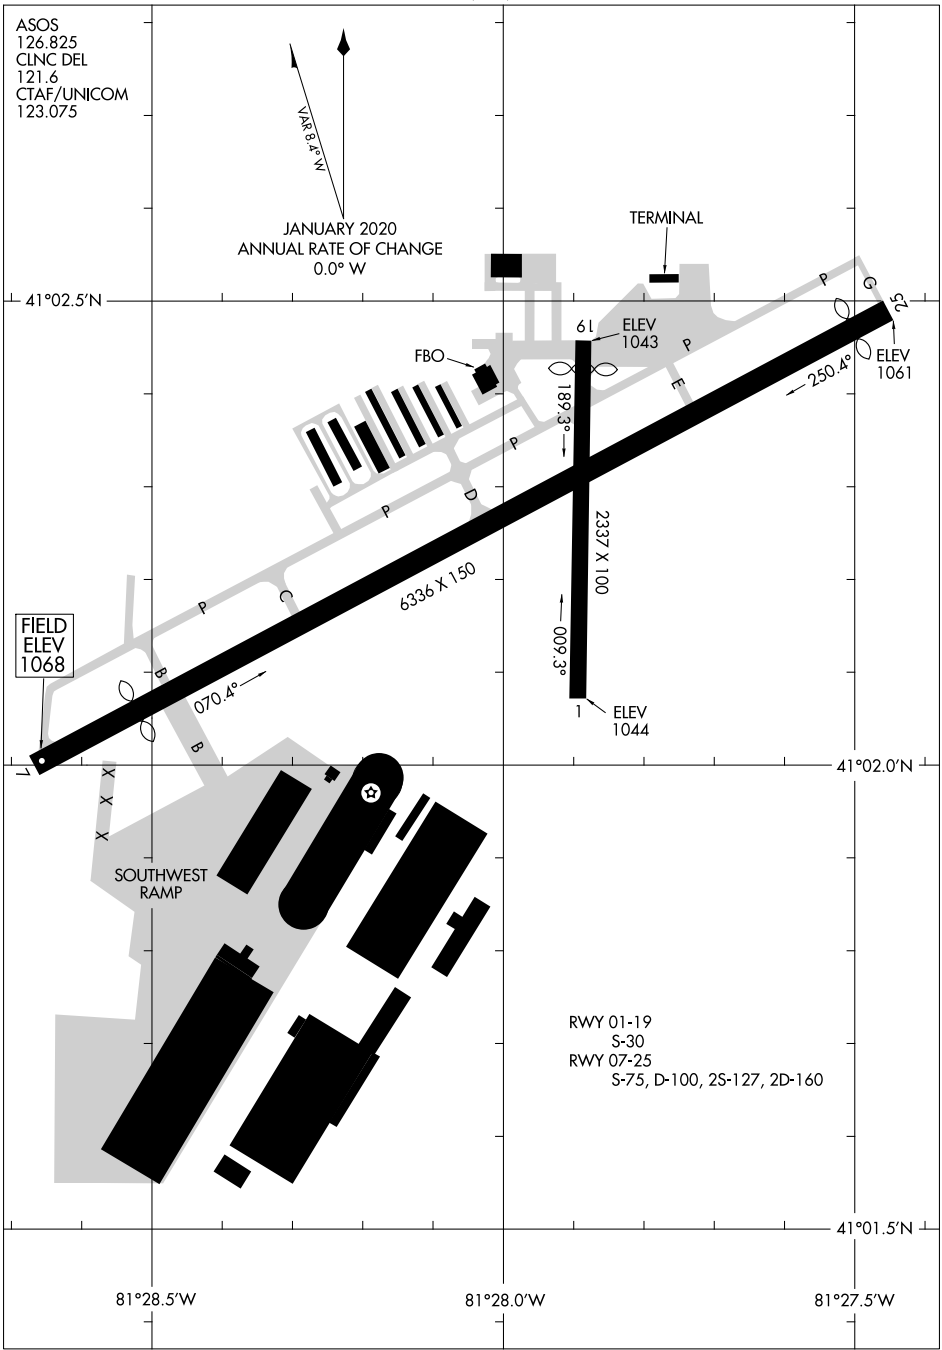 ASOS
126.825
CLNC DEL
121.6
CTAF/UNICOM
123.075
VAR 8.4° W
JANUARY 2020
ANNUAL RATE OF CHANGE
0.0° W
TERMINAL
41°02.5'N
P
G
25
19
ELEV
1043
P
ELEV
1061
FBO
E
250.4°
189.3°
P
D
P
2337 X 100
6336 X 150
C
P
FIELD
ELEV
1068
009.3°
B
070.4°
1
ELEV
1044
B
7
X
X
X
41°02.0'N
SOUTHWEST
RAMP
RWY 01-19
S-30
RWY 07-25
S-75, D-100, 2S-127, 2D-160
41°01.5'N
81°28.5'W
81°28.0'W
81°27.5'W